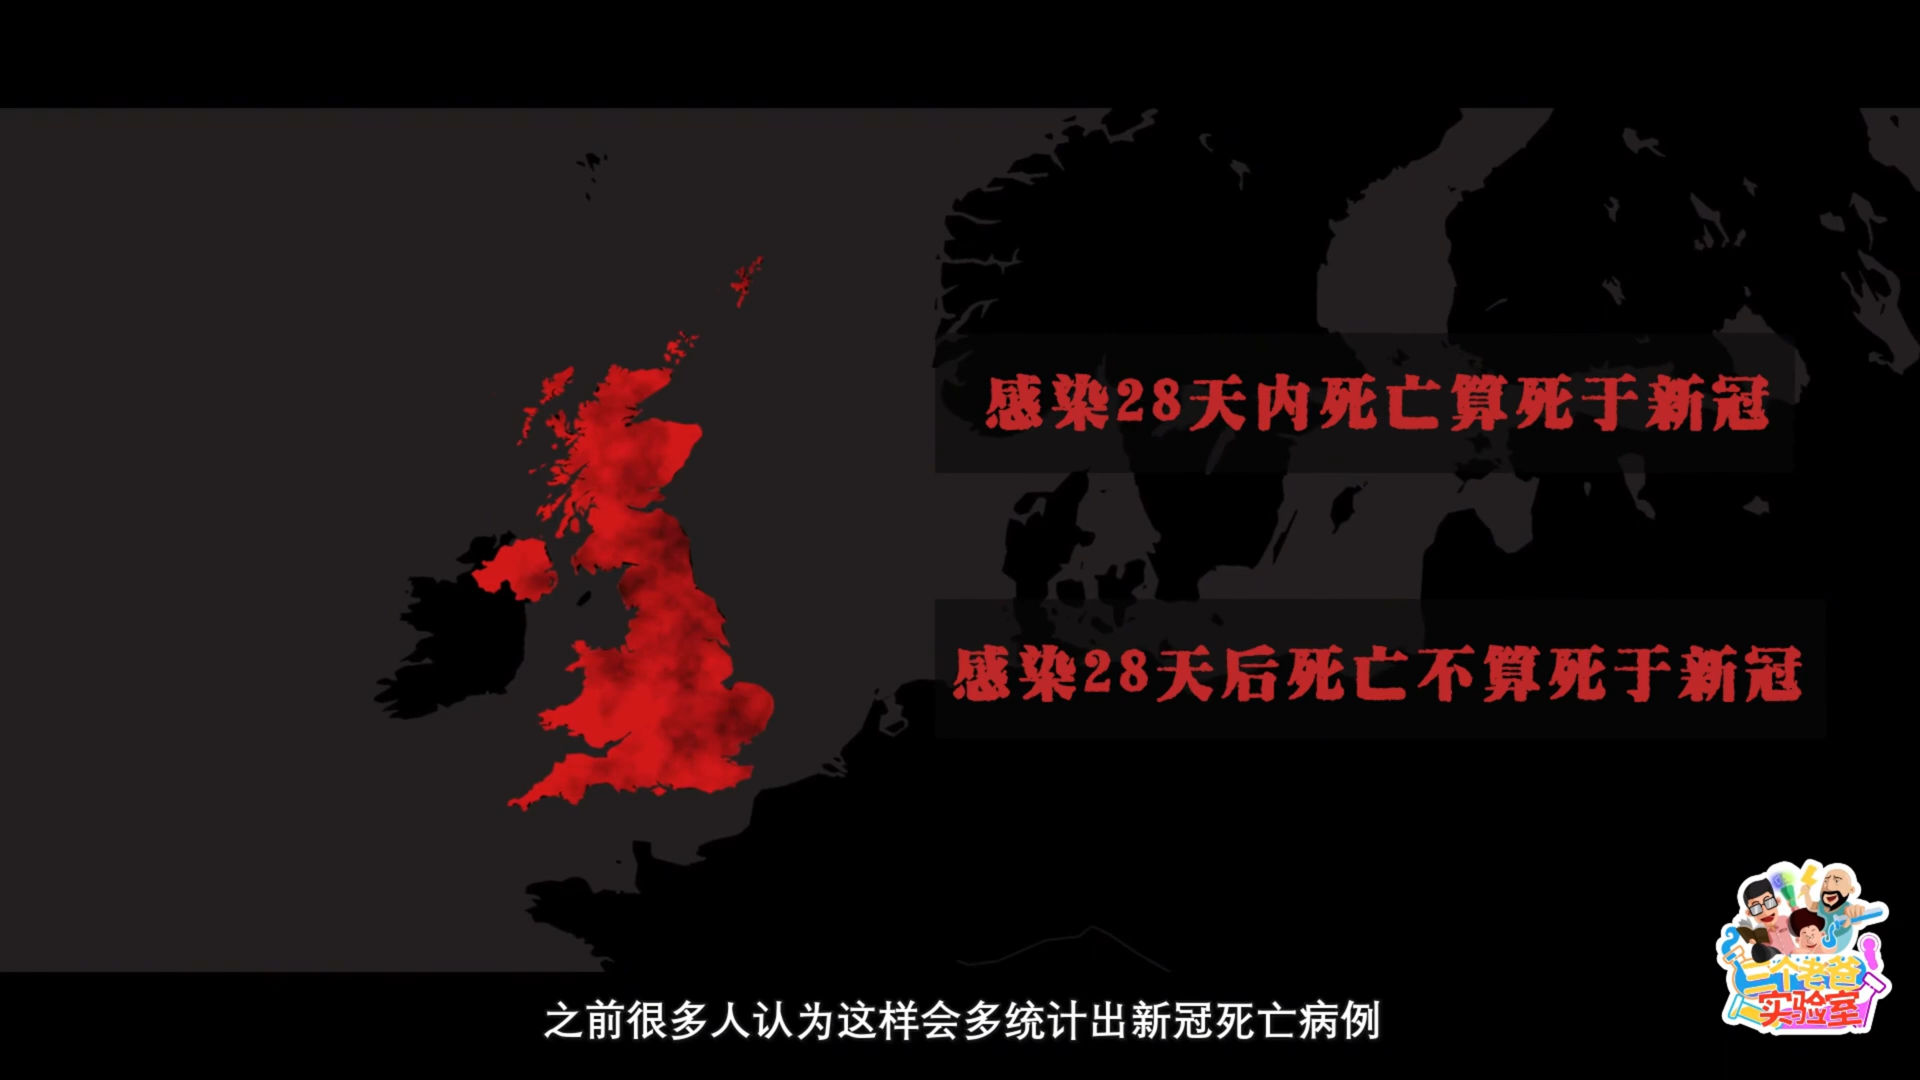 感染28天内死亡算死于新冠
感染28天后死亡不算死于新冠
三个老爸
实验室
之前很多人认为这样会多统计出新冠死亡病例